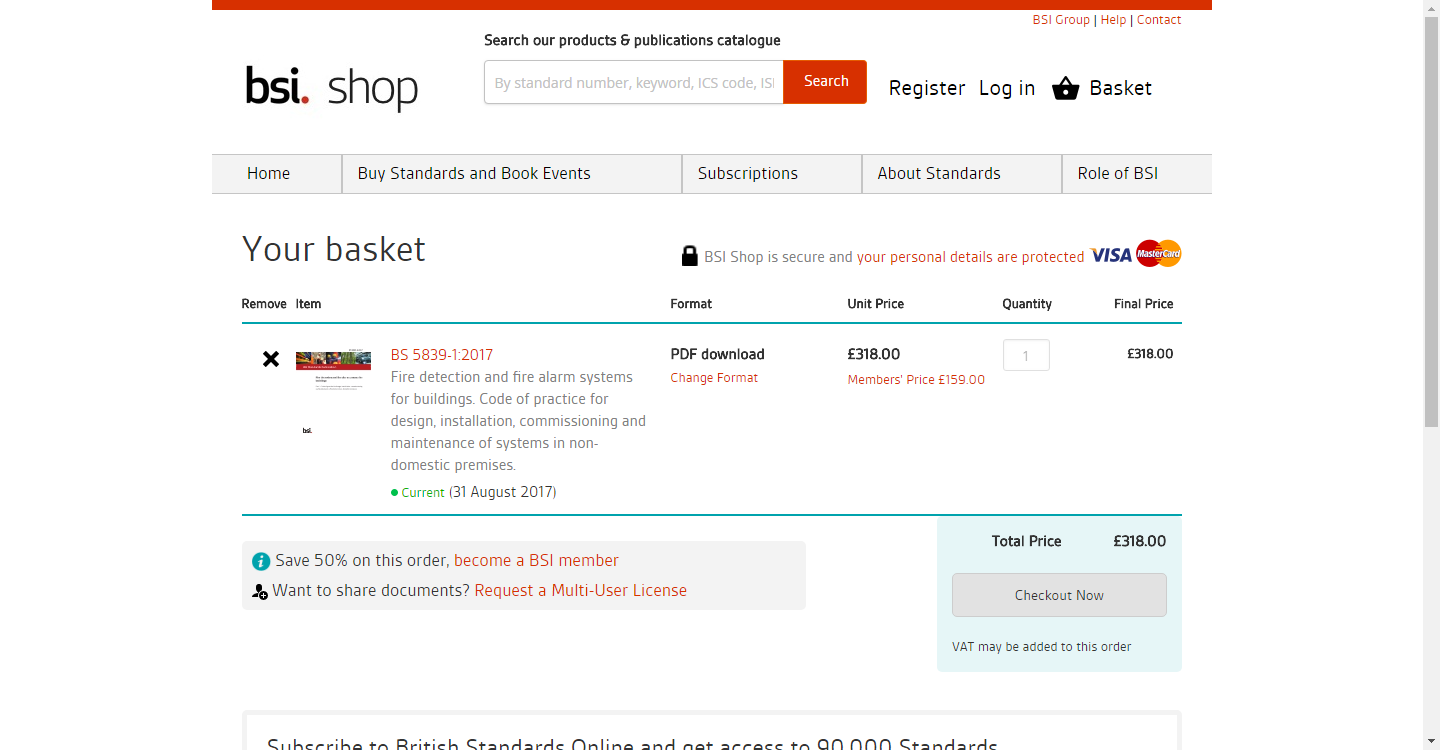 BSI Group | Help | Contact
Search our products & publications catalogue
bsi. shop
By standard number, keyword, ICS code, ISI
Search
Register Log in Basket
Home
Buy Standards and Book Events
Subscriptions
About Standards
Role of BSI
Your basket
BSI Shop is secure and your personal details are protected
VISA MasterCard
Remove Item Format Unit Price Quantity Final Price
BS 5839-1:2017
Fire detection and fire alarm systems
for buildings. Code of practice for
design, installation, commissioning and
maintenance of systems in non-
domestic premises.
Current (31 August 2017)
bsi.
PDF download
Change Format
£318.00
Members' Price £159.00
1
£318.00
Save 50% on this order, become a BSI member
Want to share documents? Request a Multi-User License
Total Price £318.00
Checkout Now
VAT may be added to this order
Subscribe to British Standards Online and get access to 90,000 Standards